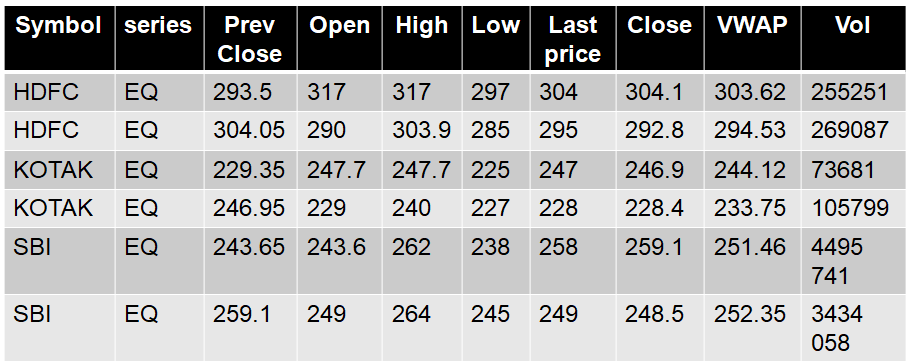 Symbol series Prev Close Open High Low Last price Close VWAP Vol
HDFC EQ 293.5 317 317 297 304 304.1 303.62 255251
HDFC EQ 304.05 290 303.9 285 295 292.8 294.53 269087
KOTAK EQ 229.35 247.7 247.7 225 247 246.9 244.12 73681
KOTAK EQ 246.95 229 240 227 228 228.4 233.75 105799
SBI EQ 243.65 243.6 262 238 258 259.1 251.46 4495 741
SBI EQ 259.1 249 264 245 249 248.5 252.35 3434 058